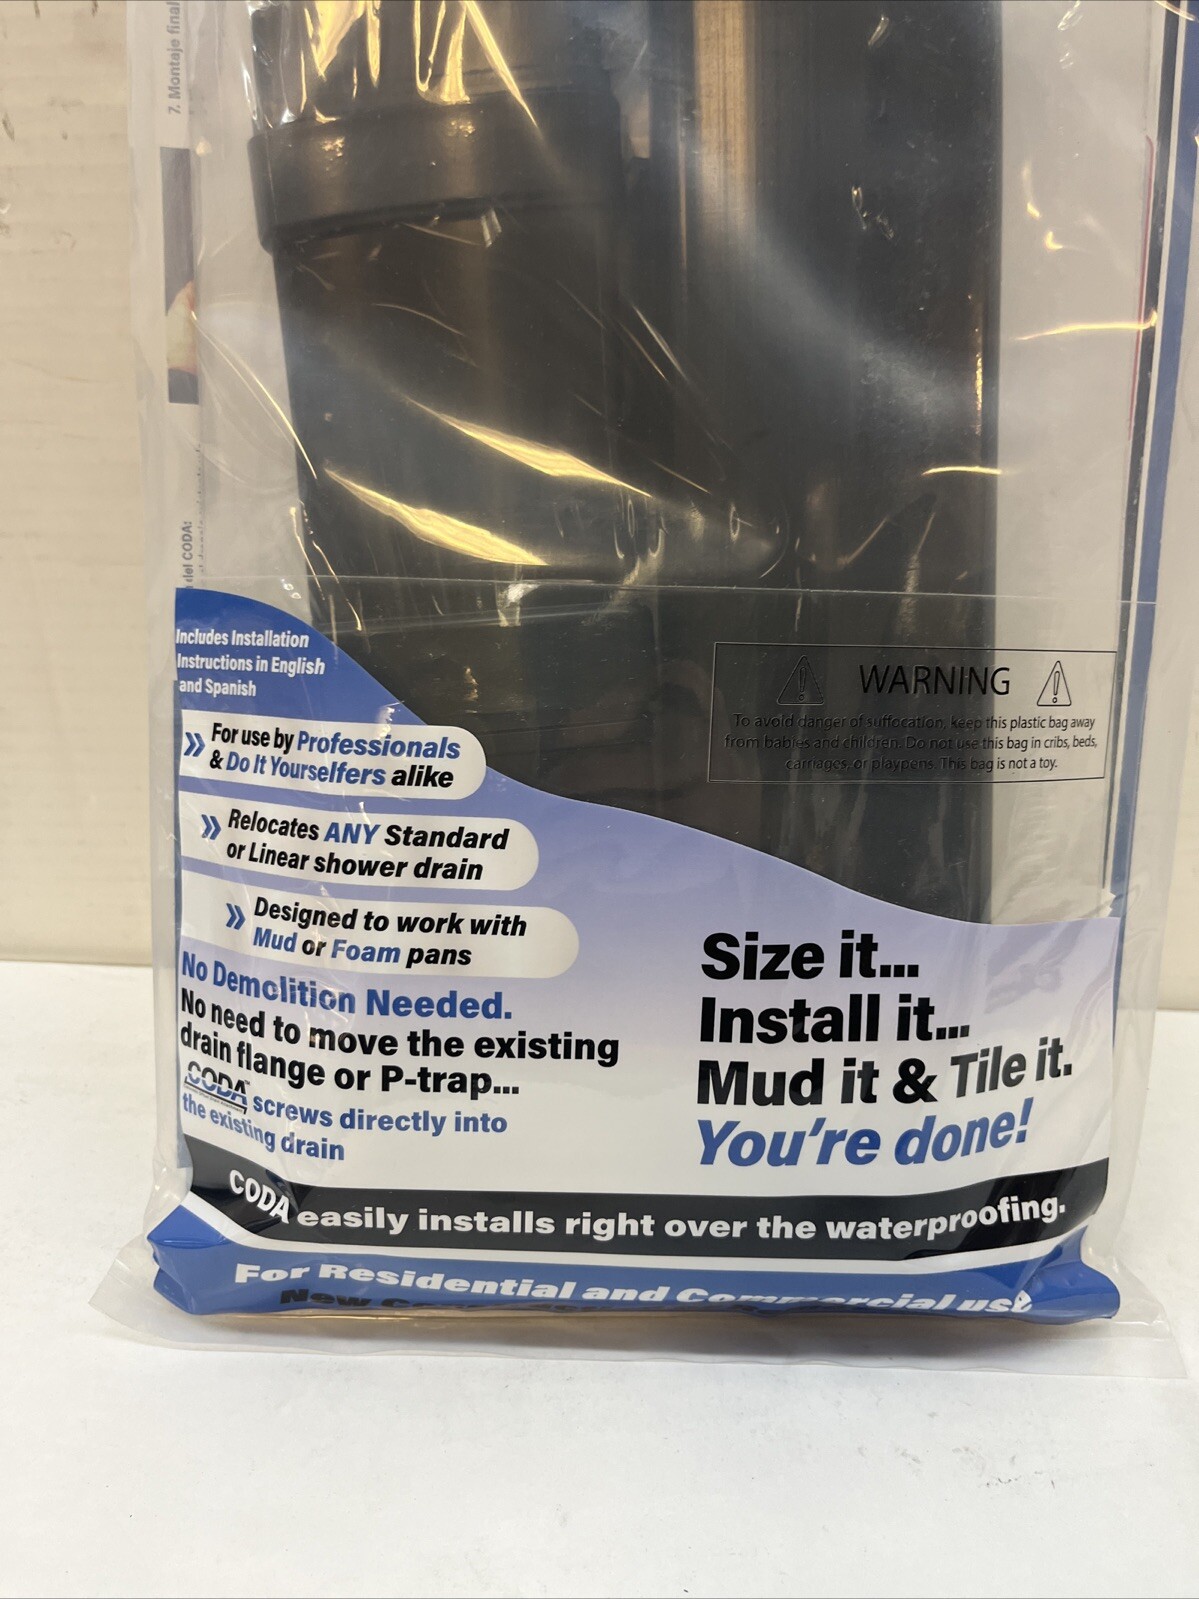 7. Montaje final
del CODA:
Includes Installation
Instructions in English
and Spanish
» For use by Professionals
& Do It Yourselfers alike
» Relocates ANY Standard
or Linear shower drain
» Designed to work with
Mud or Foam pans
No Demolition Needed.
No need to move the existing
drain flange or P-trap...
CODA™ screws directly into
the existing drain
WARNING
To avoid danger of suffocation, keep this plastic bag away
from babies and children. Do not use this bag in cribs, beds,
carriages, or playpens. This bag is not a toy.
Size it...
Install it...
Mud it & Tile it.
You're done!
CODA easily installs right over the waterproofing.
For Residential and Commercial use
New